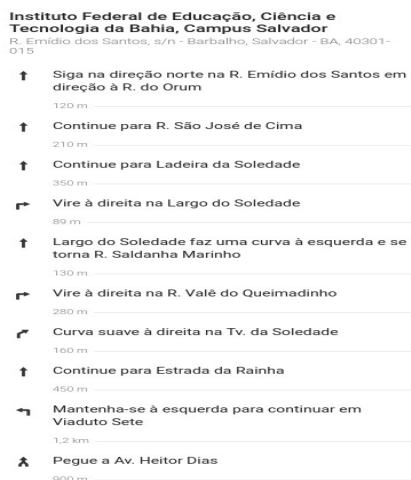 Instituto Federal de Educação, Ciência e
Tecnologia da Bahia, Campus Salvador
R. Emídio dos Santos, s/n - Barbalho, Salvador - BA, 40301-
015
Siga na direção norte na R. Emídio dos Santos em
direção à R. do Orum
120 m
Continue para R. São José de Cima
210 m
Continue para Ladeira da Soledade
350 m
Vire à direita na Largo do Soledade
89 m
Largo do Soledade faz uma curva à esquerda e se
torna R. Saldanha Marinho
130 m
Vire à direita na R. Valê do Queimadinho
280 m
Curva suave à direita na Tv. da Soledade
160 m
Continue para Estrada da Rainha
450 m
Mantenha-se à esquerda para continuar em
Viaduto Sete
1,2 km
Pegue a Av. Heitor Dias
900 m